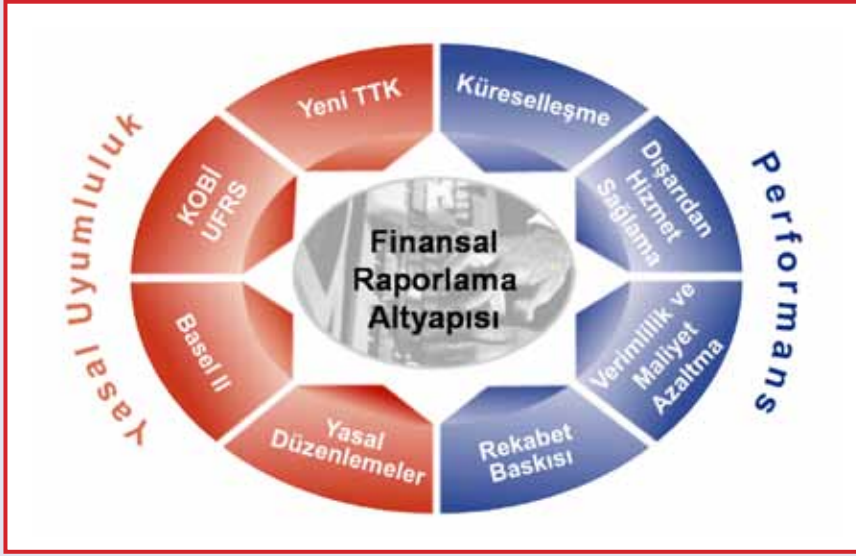 Yasal Uyumluluk
Yeni TTK
KOBİ
UFRS
Basel II
Yasal
Düzenlemeler
Finansal
Raporlama
Altyapısı
Küreselleşme
Dışarıdan
Hizmet
Sağlama
Verimlilik ve
Maliyet
Azaltma
Rekabet
Baskısı
Performans